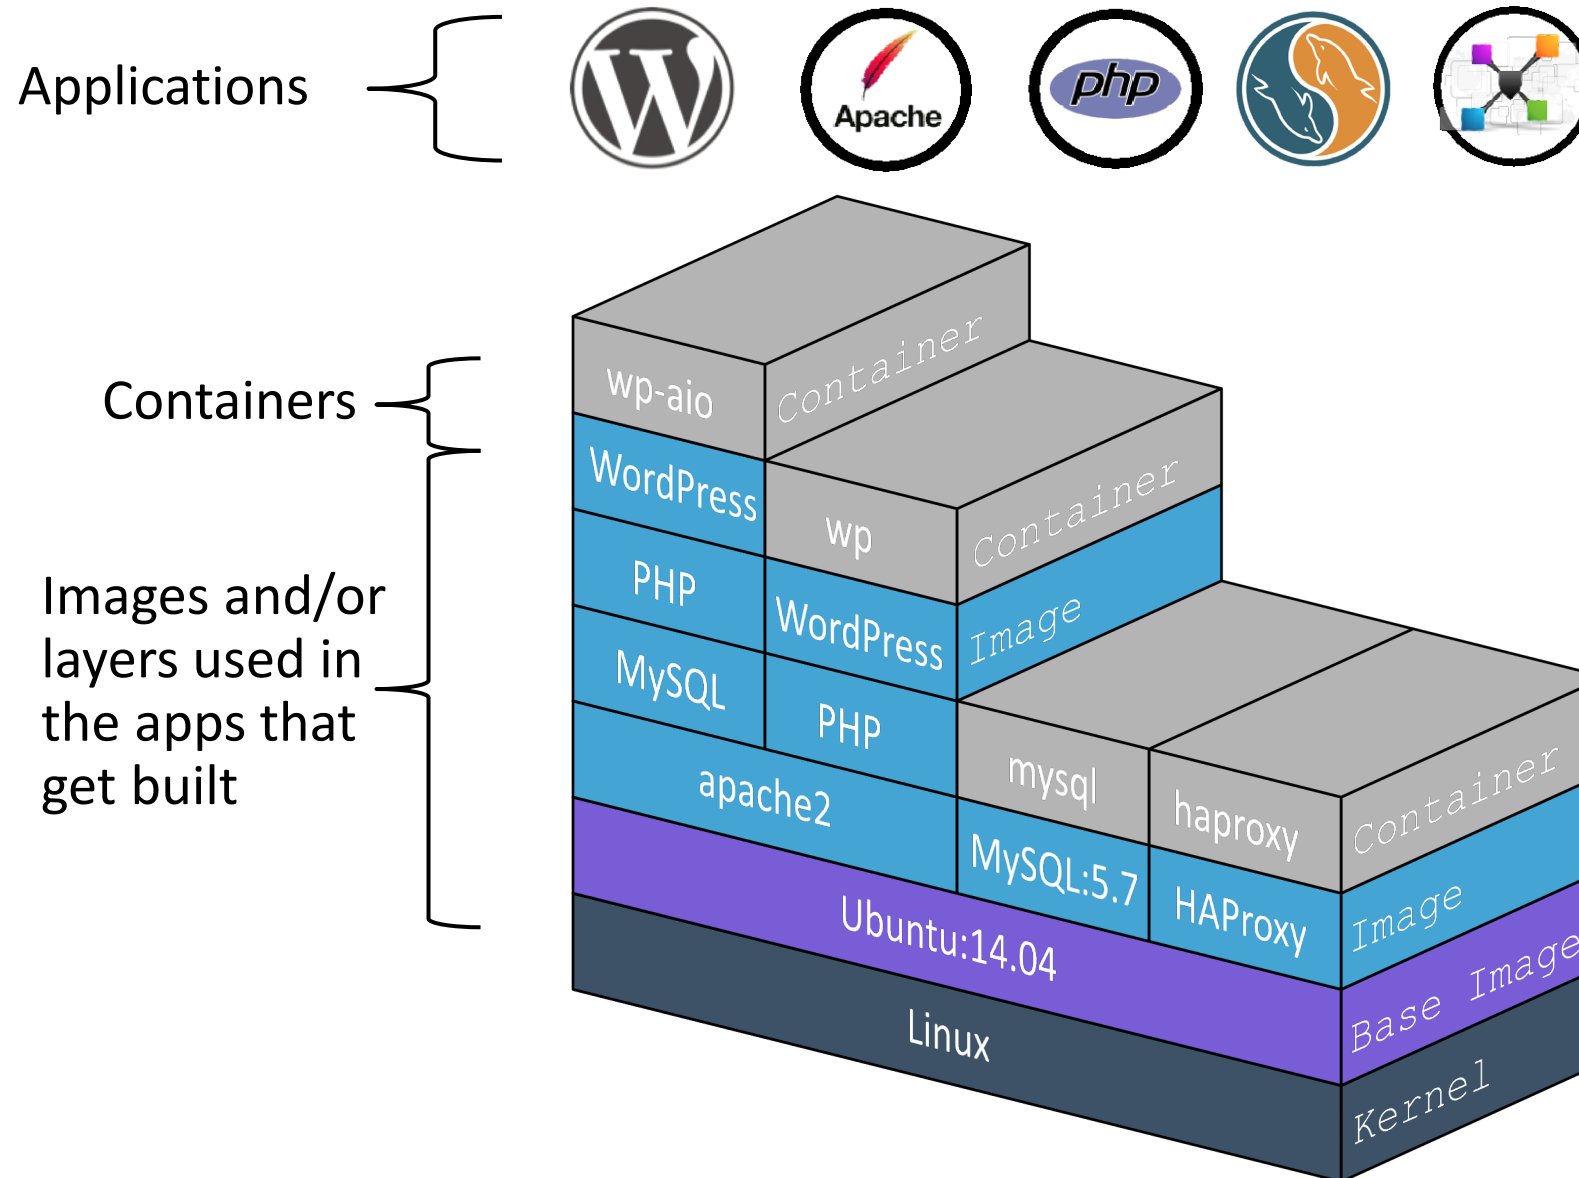 Applications
W
Apache
php
Containers
Images and/or
layers used in
the apps that
get built
wp-aio
Container
WordPress
wp
Container
PHP
WordPress
Image
MySQL
PHP
mysql
haproxy
Container
apache2
MySQL:5.7
HAProxy
Image
Ubuntu:14.04
Base Image
Linux
Kernel